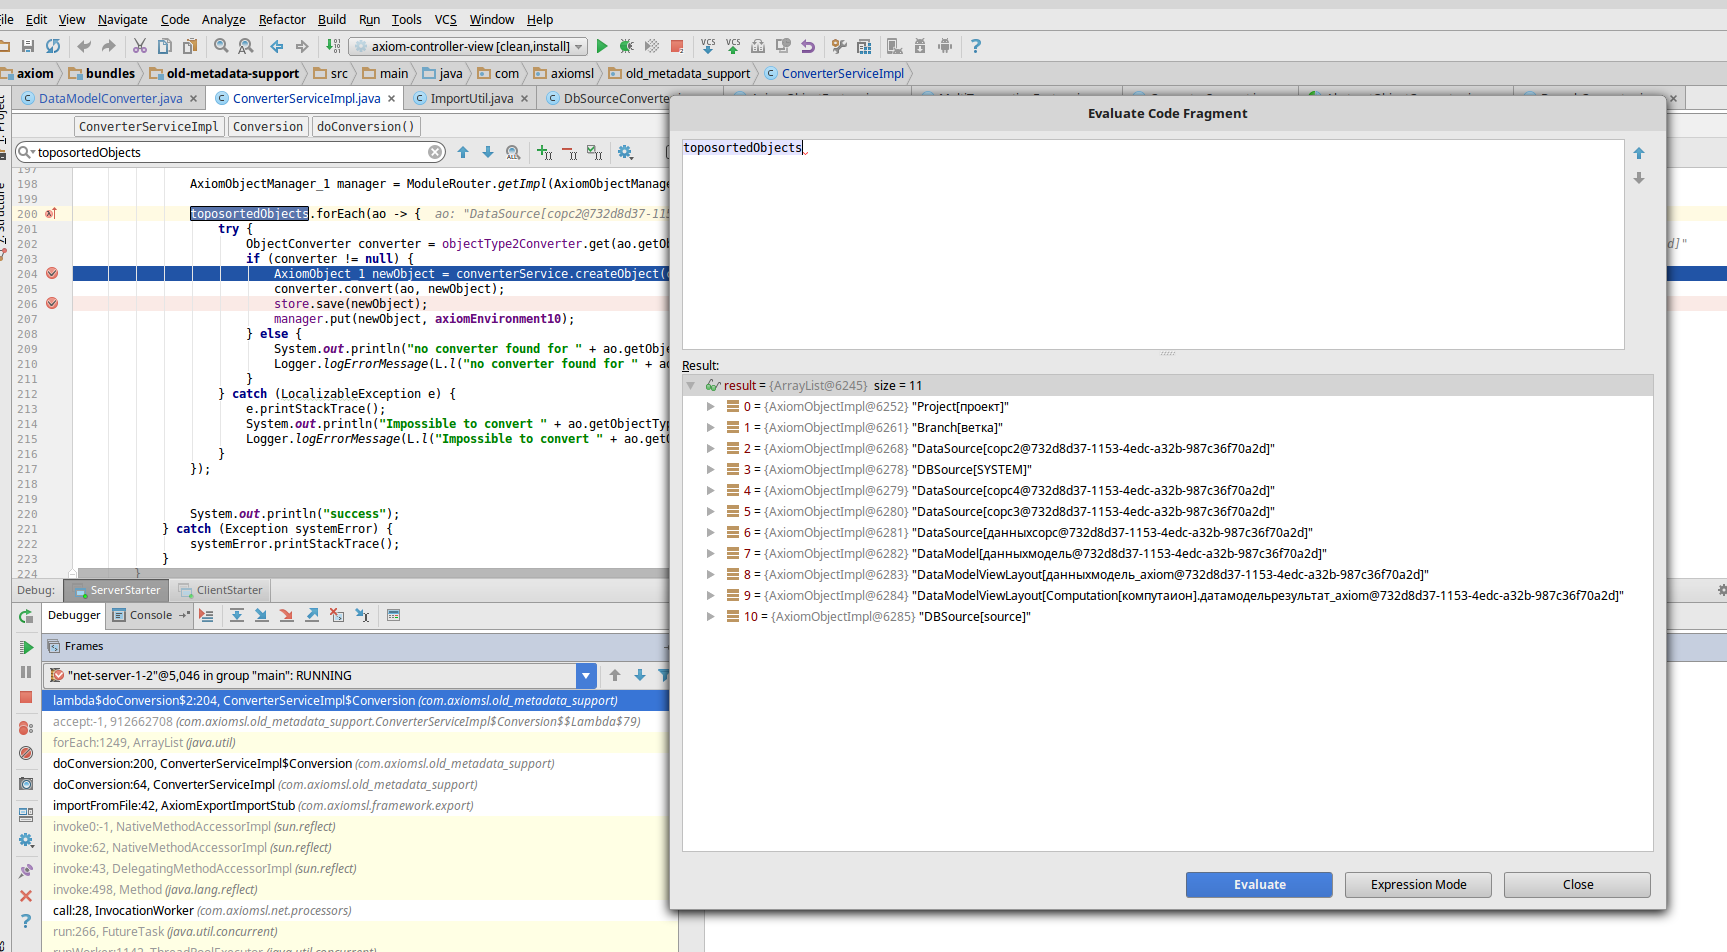 ile Edit View Navigate Code Analyze Refactor Build Run Tools VCS Window Help
axiom-controller-view [clean,install]
VCS VCS
axiom bundles old-metadata-support src main java com axiomsl old_metadata_support ConverterServiceImpl
DataModelConverter.java ConverterServiceImpl.java ImportUtil.java DbSourceConverte
ConverterServiceImpl Conversion doConversion()
toposortedObjects
197
198 AxiomObjectManager_1 manager = ModuleRouter.getImpl(AxiomObjectManage
199
200 toposortedObjects.forEach(ao -> { ao: "DataSource[copc2@732d8d37-115
201 try {
202 ObjectConverter converter = objectType2Converter.get(ao.getOb
203 if (converter != null) {
204 AxiomObject_1 newObject = converterService.createObject(
205 converter.convert(ao, newObject);
206 store.save(newObject);
207 manager.put(newObject, axiomEnvironment10);
208 } else {
209 System.out.println("no converter found for " + ao.getObje
210 Logger.logErrorMessage(L.l("no converter found for " + ao
211 }
212 } catch (LocalizableException e) {
213 e.printStackTrace();
214 System.out.println("Impossible to convert " + ao.getObjectTyp
215 Logger.logErrorMessage(L.l("Impossible to convert " + ao.getO
216 }
217 });
218
219
220 System.out.println("success");
221 } catch (Exception systemError) {
222 systemError.printStackTrace();
223 }
224 }
d]"
Debug: ServerStarter ClientStarter
Debugger Console
Frames
"net-server-1-2"@5,046 in group "main": RUNNING
lambda$doConversion$2:204, ConverterServiceImpl$Conversion (com.axiomsl.old_metadata_support)
accept:-1, 912662708 (com.axiomsl.old_metadata_support.ConverterServiceImpl$Conversion$$Lambda$79)
forEach:1249, ArrayList (java.util)
doConversion:200, ConverterServiceImpl$Conversion (com.axiomsl.old_metadata_support)
doConversion:64, ConverterServiceImpl (com.axiomsl.old_metadata_support)
importFromFile:42, AxiomExportImportStub (com.axiomsl.framework.export)
invoke0:-1, NativeMethodAccessorImpl (sun.reflect)
invoke:62, NativeMethodAccessorImpl (sun.reflect)
invoke:43, DelegatingMethodAccessorImpl (sun.reflect)
invoke:498, Method (java.lang.reflect)
call:28, InvocationWorker (com.axiomsl.net.processors)
run:266, FutureTask (java.util.concurrent)
runWorker:1142, ThreadPoolExecutor (java.util.concurrent)
Evaluate Code Fragment
toposortedObjects
Result:
result = {ArrayList@6245} size = 11
0 = {AxiomObjectImpl@6252} "Project[проект]"
1 = {AxiomObjectImpl@6261} "Branch[ветка]"
2 = {AxiomObjectImpl@6268} "DataSource[copc2@732d8d37-1153-4edc-a32b-987c36f70a2d]"
3 = {AxiomObjectImpl@6278} "DBSource[SYSTEM]"
4 = {AxiomObjectImpl@6279} "DataSource[copc4@732d8d37-1153-4edc-a32b-987c36f70a2d]"
5 = {AxiomObjectImpl@6280} "DataSource[copc3@732d8d37-1153-4edc-a32b-987c36f70a2d]"
6 = {AxiomObjectImpl@6281} "DataSource[данныхсорс@732d8d37-1153-4edc-a32b-987c36f70a2d]"
7 = {AxiomObjectImpl@6282} "DataModel[данныхмодель@732d8d37-1153-4edc-a32b-987c36f70a2d]"
8 = {AxiomObjectImpl@6283} "DataModelViewLayout[данныхмодель_axiom@732d8d37-1153-4edc-a32b-987c36f70a2d]"
9 = {AxiomObjectImpl@6284} "DataModelViewLayout[Computation[компутаион].датамодельрезультат_axiom@732d8d37-1153-4edc-a32b-987c36f70a2d]"
10 = {AxiomObjectImpl@6285} "DBSource[source]"
Evaluate Expression Mode Close